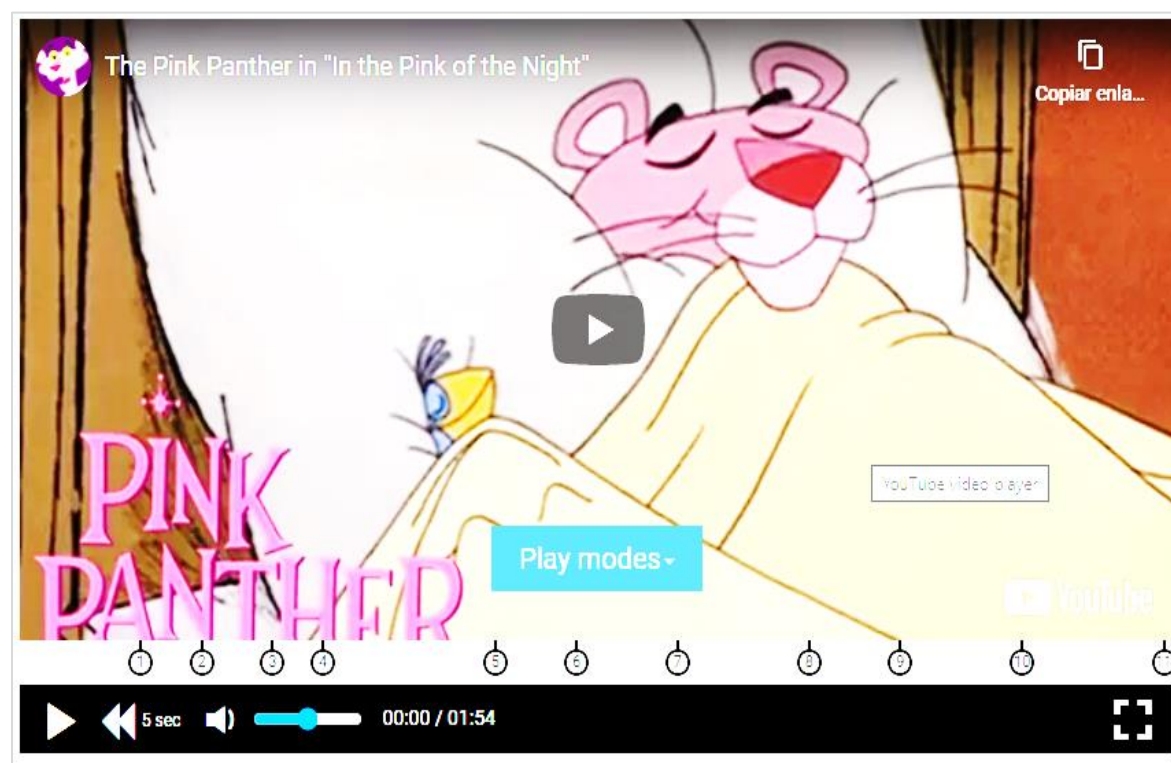 The Pink Panther in "In the Pink of the Night"
Copiar enla...
YouTube video player
PINK
PANTHER
Play modes
YouTube
1 2 3 4 5 6 7 8 9 10 11
5 sec
00:00 / 01:54